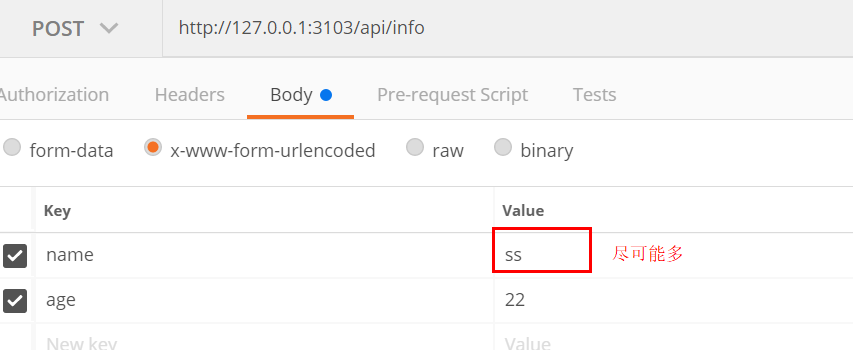 POST http://127.0.0.1:3103/api/info
Authorization Headers Body Pre-request Script Tests
form-data x-www-form-urlencoded raw binary
Key Value
name ss 尽可能多
age 22
New key Value